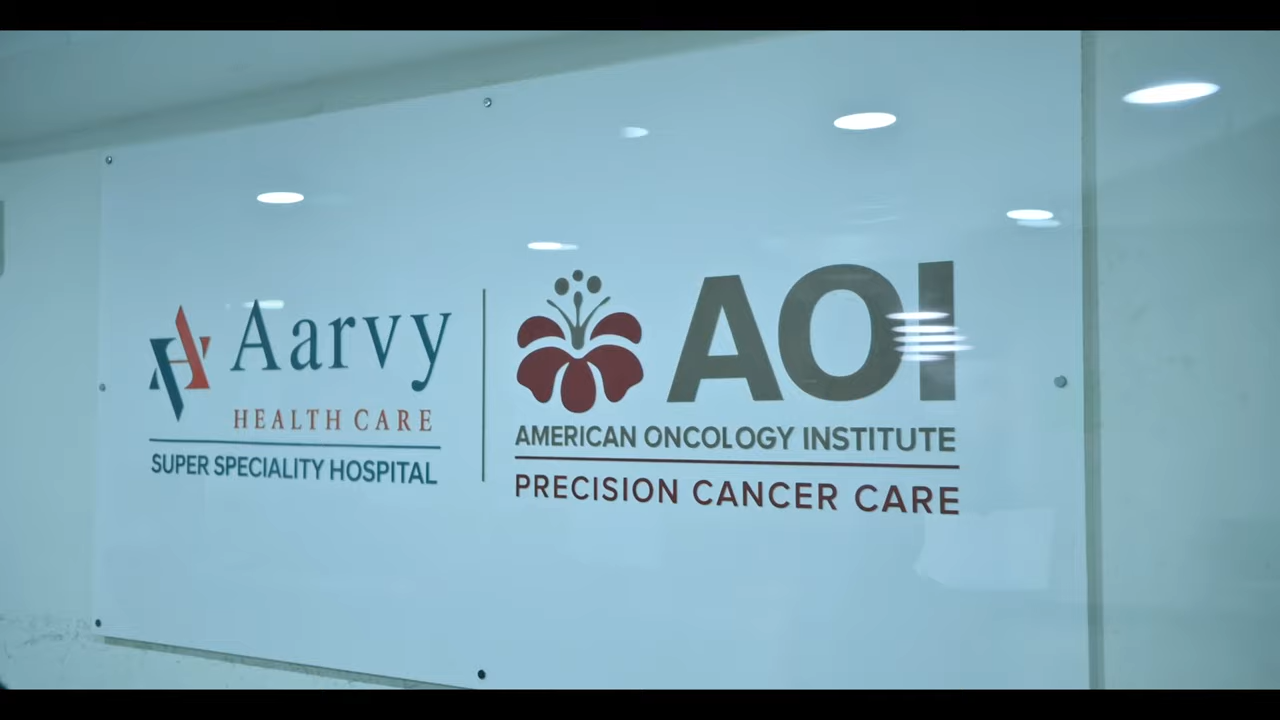 Aarvy
HEALTH CARE
SUPER SPECIALITY HOSPITAL
AOI
AMERICAN ONCOLOGY INSTITUTE
PRECISION CANCER CARE